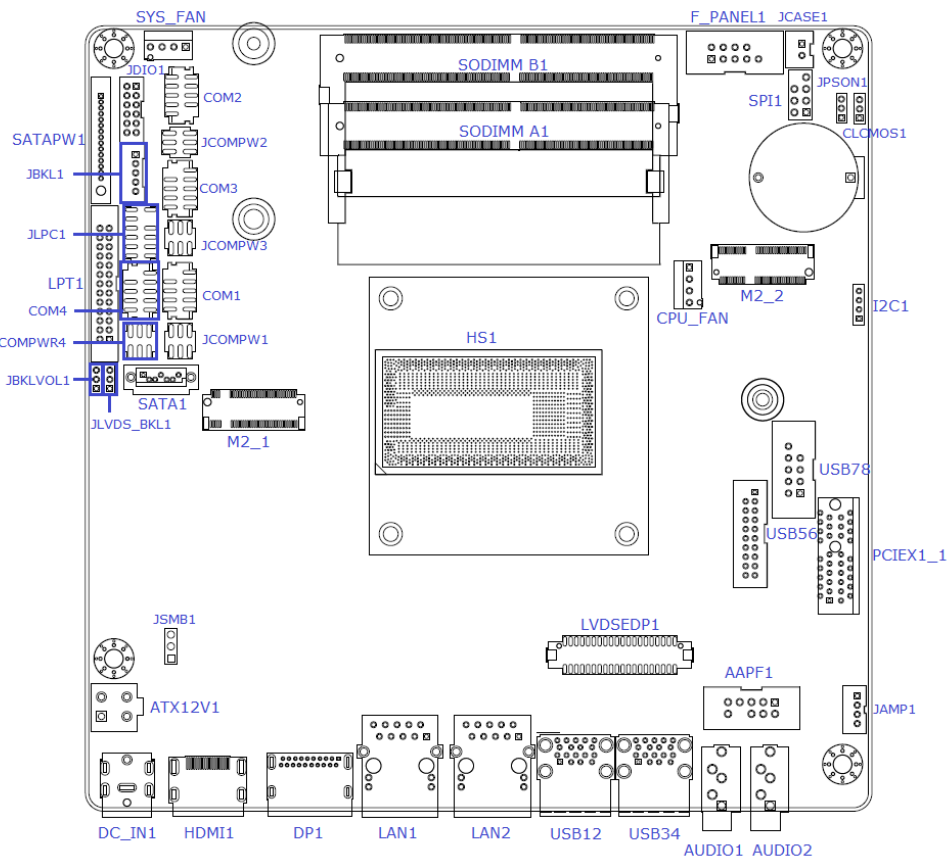 SYS_FAN
F_PANEL1
JCASE1
JDIO1
SODIMM B1
COM2
SPI1
JPSON1
SATAPW1
JCOMPW2
SODIMM A1
CLCMOS1
JBKL1
COM3
JLPC1
JCOMPW3
LPT1
COM1
M2_2
I2C1
COM4
CPU_FAN
COMPWR4
JCOMPW1
HS1
JBKLVOL1
SATA1
JLVDS_BKL1
M2_1
USB78
USB56
PCIEX1_1
JSMB1
LVDSEDP1
AAPF1
ATX12V1
JAMP1
DC_IN1
HDMI1
DP1
LAN1
LAN2
USB12
USB34
AUDIO1
AUDIO2